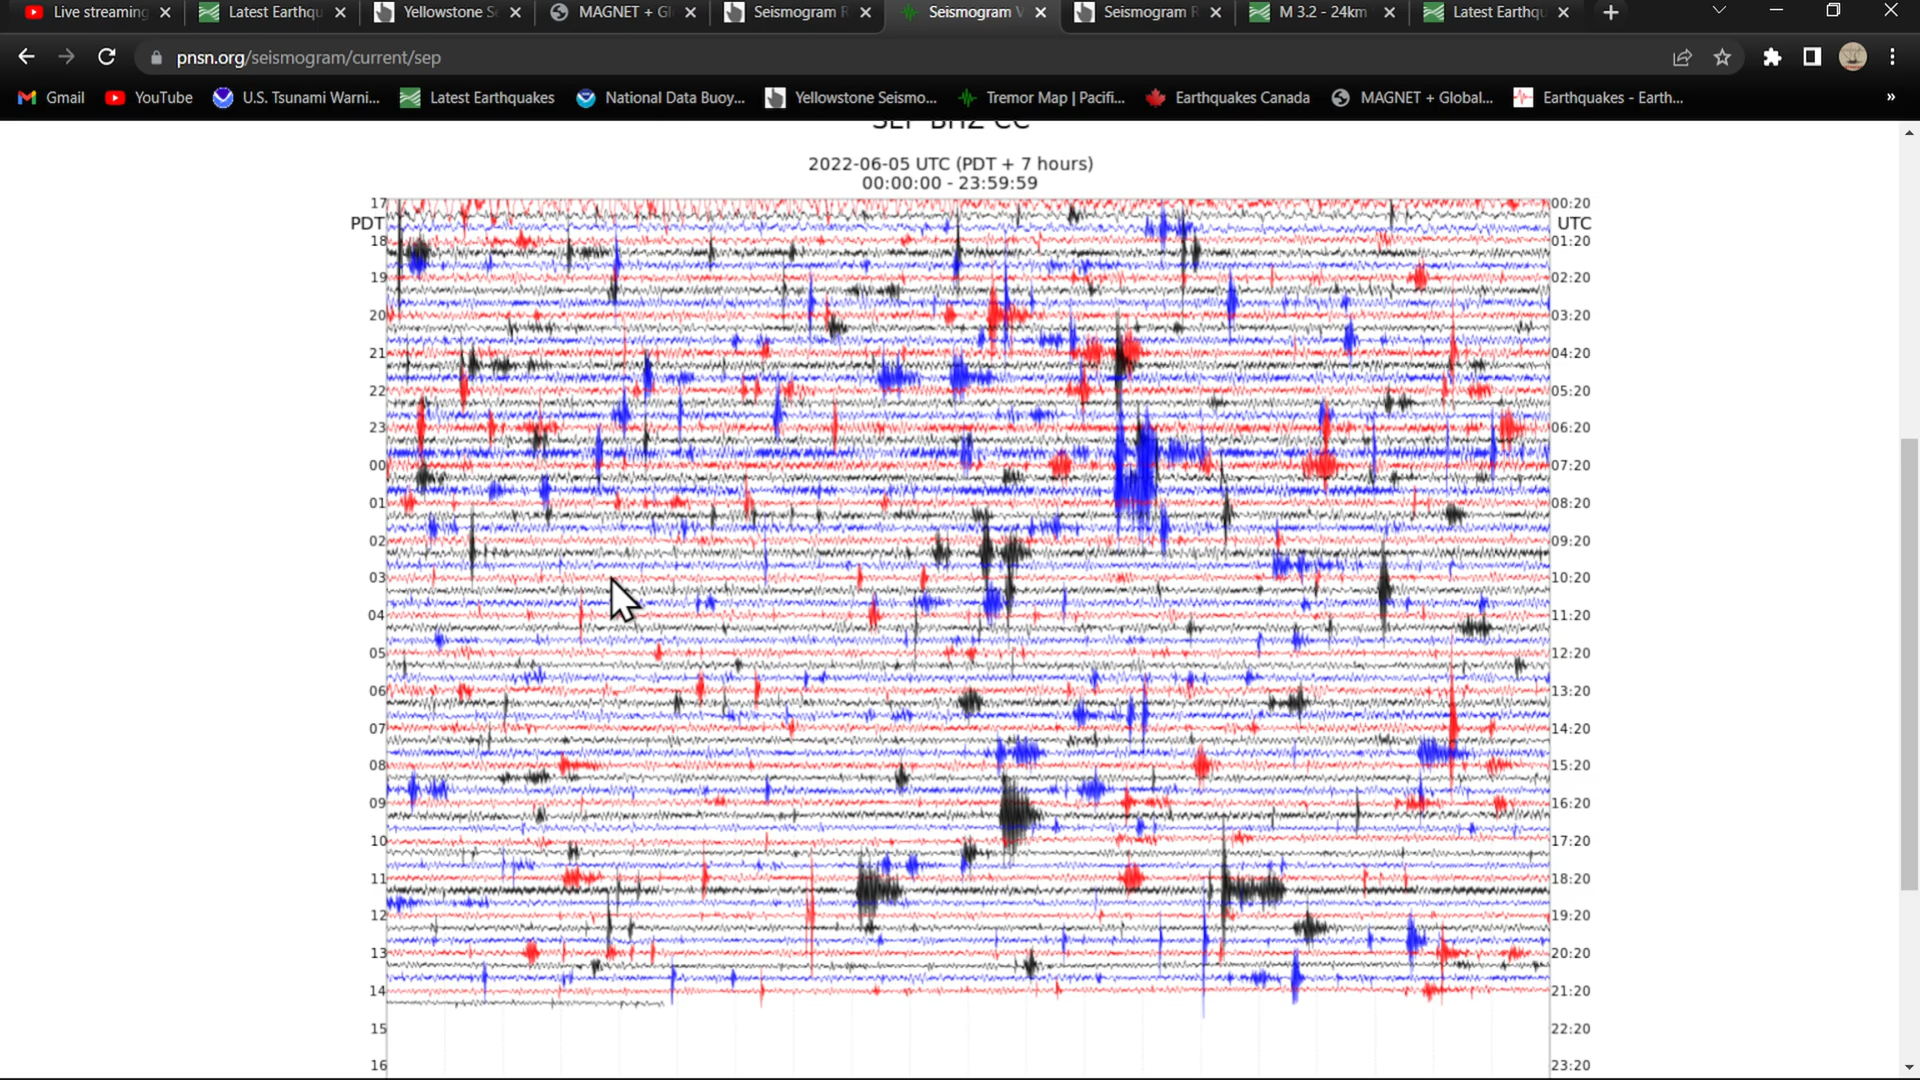 Live streaming
Latest Earthqu
Yellowstone S
MAGNET + Gl
Seismogram R
Seismogram V
Seismogram R
M 3.2 - 24km
Latest Earthqu
pnsn.org/seismogram/current/sep
Gmail
YouTube
U.S. Tsunami Warni...
Latest Earthquakes
National Data Buoy...
Yellowstone Seismo...
Tremor Map | Pacifi...
Earthquakes Canada
MAGNET + Global...
Earthquakes - Earth...
»
SEP BHZ CC
2022-06-05 UTC (PDT + 7 hours)
00:00:00 - 23:59:59
17 00:20
PDT UTC
18 01:20
19 02:20
20 03:20
21 04:20
22 05:20
23 06:20
00 07:20
01 08:20
02 09:20
03 10:20
04 11:20
05 12:20
06 13:20
07 14:20
08 15:20
09 16:20
10 17:20
11 18:20
12 19:20
13 20:20
14 21:20
15 22:20
16 23:20